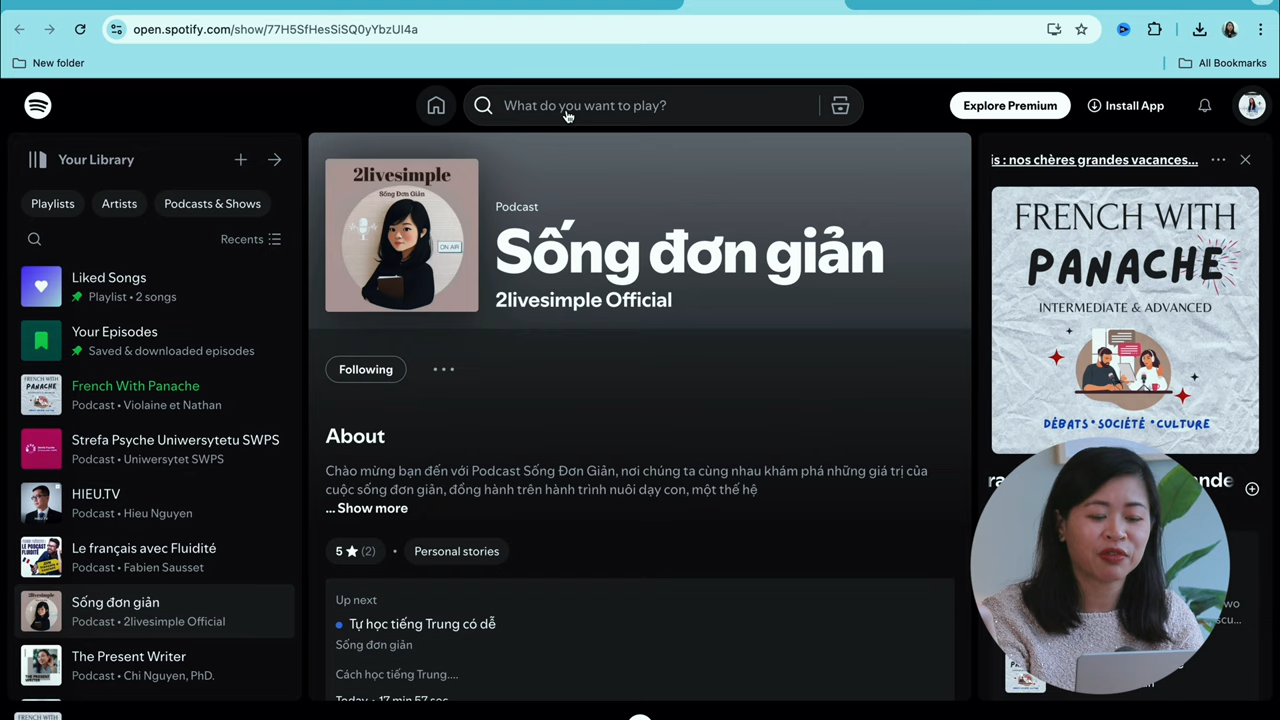 open.spotify.com/show/77H5SfHesSiSQ0yYbzUl4a
New folder
All Bookmarks
What do you want to play?
Explore Premium
Install App
Your Library
Playlists
Artists
Podcasts & Shows
Recents
Liked Songs
Playlist • 2 songs
Your Episodes
Saved & downloaded episodes
French With Panache
Podcast • Violaine et Nathan
Strefa Psyche Uniwersytetu SWPS
Podcast • Uniwersytet SWPS
HIEU.TV
Podcast • Hieu Nguyen
Le français avec Fluidité
Podcast • Fabien Sausset
Sống đơn giản
Podcast • 2livesimple Official
The Present Writer
Podcast • Chi Nguyen, PhD.
2livesimple
Sống Đơn Giản
ON AIR
Podcast
Sống đơn giản
2livesimple Official
Following
About
Chào mừng bạn đến với Podcast Sống Đơn Giản, nơi chúng ta cùng nhau khám phá những giá trị của
cuộc sống đơn giản, đồng hành trên hành trình nuôi dạy con, một thế hệ
... Show more
5 ★ (2) • Personal stories
Up next
Tự học tiếng Trung có dễ
Sống đơn giản
Cách học tiếng Trung....
Today • 17 min 57 sec
is : nos chères grandes vacances...
FRENCH WITH
PANACHE
INTERMEDIATE & ADVANCED
DÉBATS • SOCIÉTÉ • CULTURE